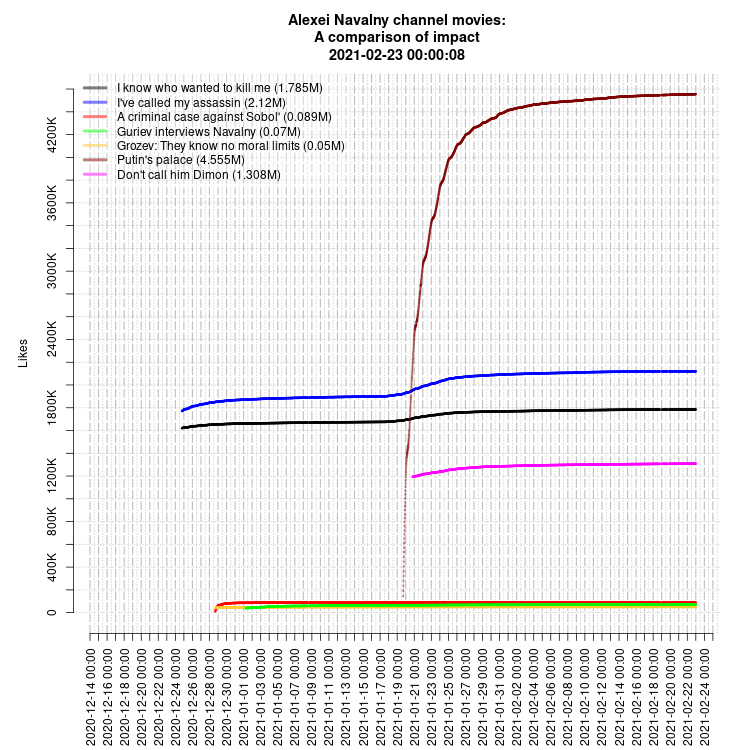 Alexei Navalny channel movies:
A comparison of impact
2021-02-23 00:00:08
I know who wanted to kill me (1.785M)
I've called my assassin (2.12M)
A criminal case against Sobol' (0.089M)
Guriev interviews Navalny (0.07M)
Grozev: They know no moral limits (0.05M)
Putin's palace (4.555M)
Don't call him Dimon (1.308M)
Likes
4200K
3600K
3000K
2400K
1800K
1200K
800K
400K
0
2020-12-14 00:00
2020-12-16 00:00
2020-12-18 00:00
2020-12-20 00:00
2020-12-22 00:00
2020-12-24 00:00
2020-12-26 00:00
2020-12-28 00:00
2020-12-30 00:00
2021-01-01 00:00
2021-01-03 00:00
2021-01-05 00:00
2021-01-07 00:00
2021-01-09 00:00
2021-01-11 00:00
2021-01-13 00:00
2021-01-15 00:00
2021-01-17 00:00
2021-01-19 00:00
2021-01-21 00:00
2021-01-23 00:00
2021-01-25 00:00
2021-01-27 00:00
2021-01-29 00:00
2021-01-31 00:00
2021-02-02 00:00
2021-02-04 00:00
2021-02-06 00:00
2021-02-08 00:00
2021-02-10 00:00
2021-02-12 00:00
2021-02-14 00:00
2021-02-16 00:00
2021-02-18 00:00
2021-02-20 00:00
2021-02-22 00:00
2021-02-24 00:00